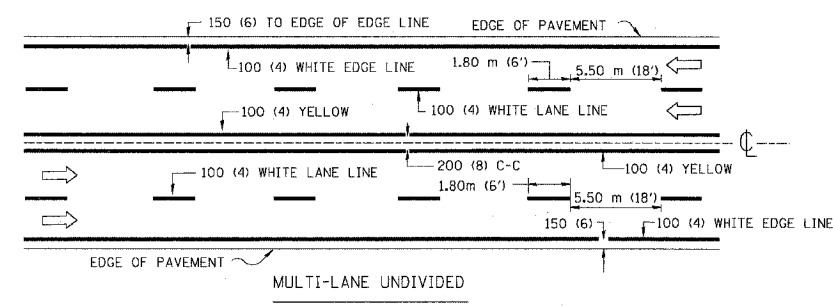 150 (6) TO EDGE OF EDGE LINE
EDGE OF PAVEMENT
100 (4) WHITE EDGE LINE
1.80 m (6')
5.50 m (18')
100 (4) YELLOW
100 (4) WHITE LANE LINE
100 (4) WHITE LANE LINE
200 (8) C-C
100 (4) YELLOW
1.80m (6')
5.50 m (18')
150 (6)
100 (4) WHITE EDGE LINE
EDGE OF PAVEMENT
MULTI-LANE UNDIVIDED